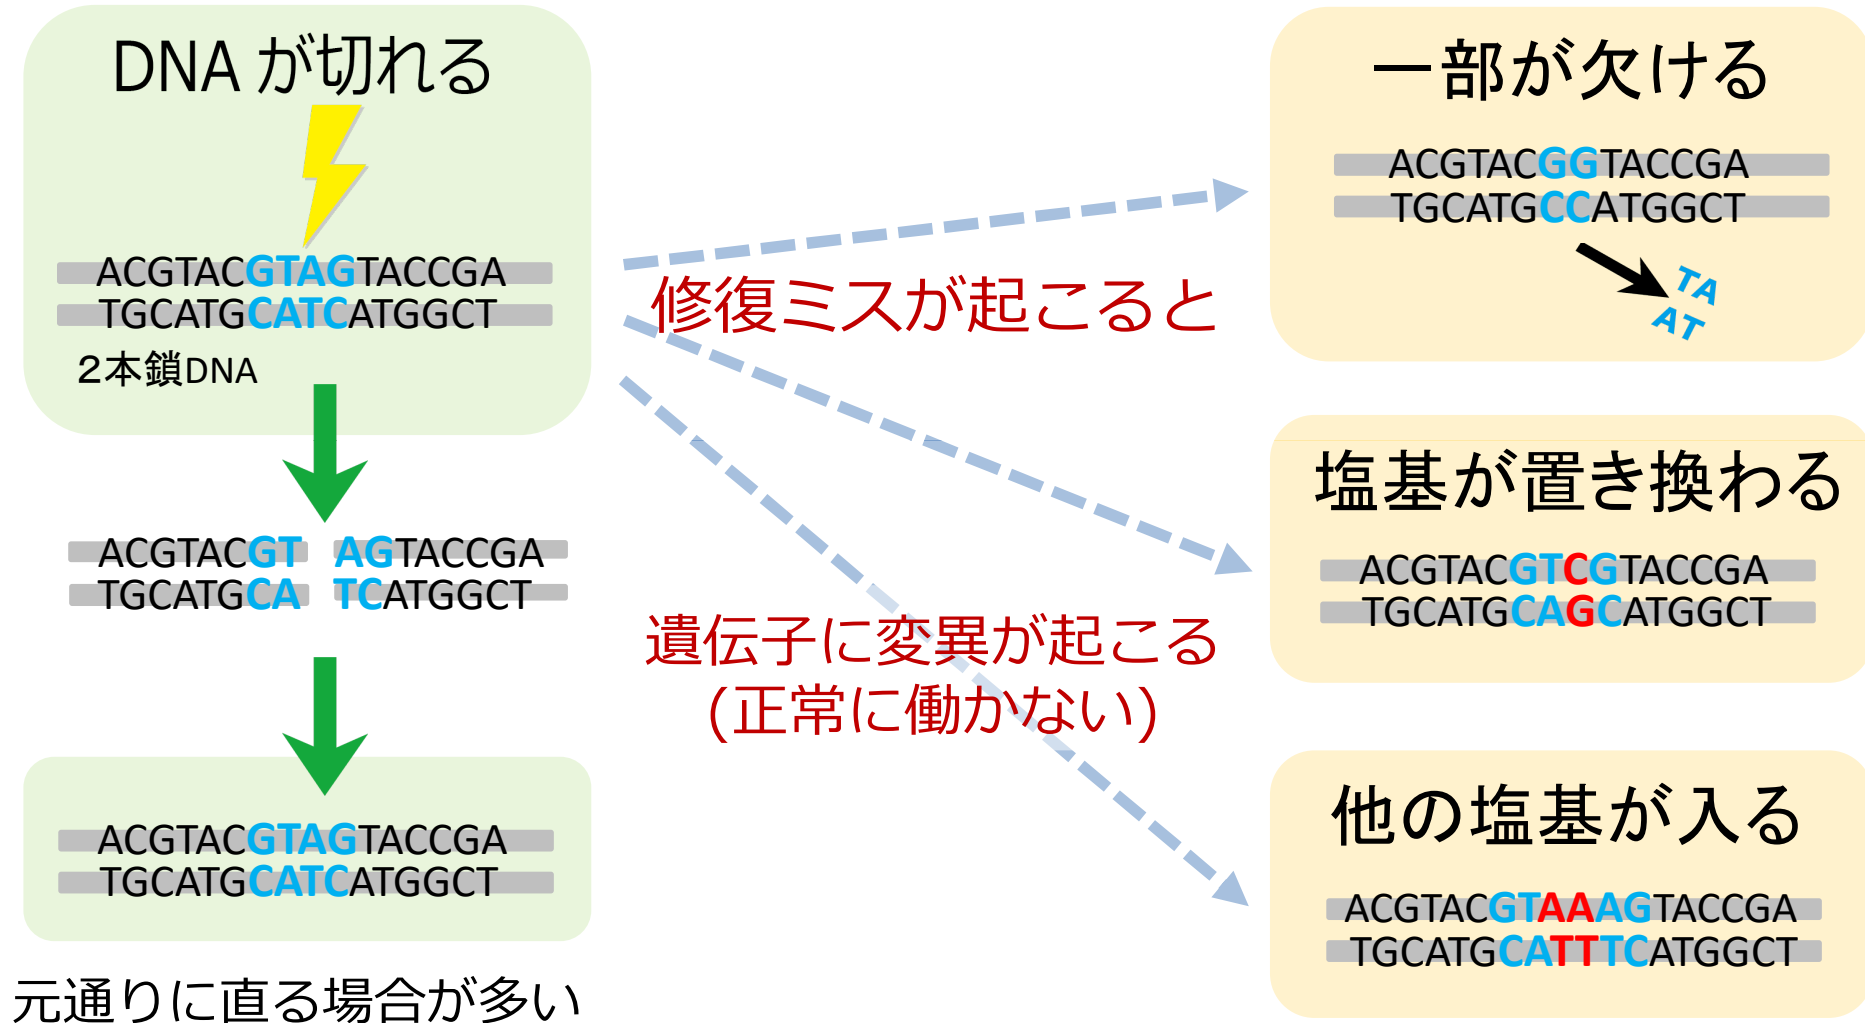 DNA が切れる
ACGTACGTAGTACCGA
TGCATGCATCATGGCT
２本鎖DNA
ACGTACGT AGTACCGA
TGCATGCA TCATGGCT
ACGTACGTAGTACCGA
TGCATGCATCATGGCT
元通りに直る場合が多い
修復ミスが起こると
遺伝子に変異が起こる
(正常に働かない)
一部が欠ける
ACGTACGGTACCGA
TGCATGCCATGGCT
TA
AT
塩基が置き換わる
ACGTACGTCGTACCGA
TGCATGCAGCATGGCT
他の塩基が入る
ACGTACGTAAAGTACCGA
TGCATGCATTTCATGGCT